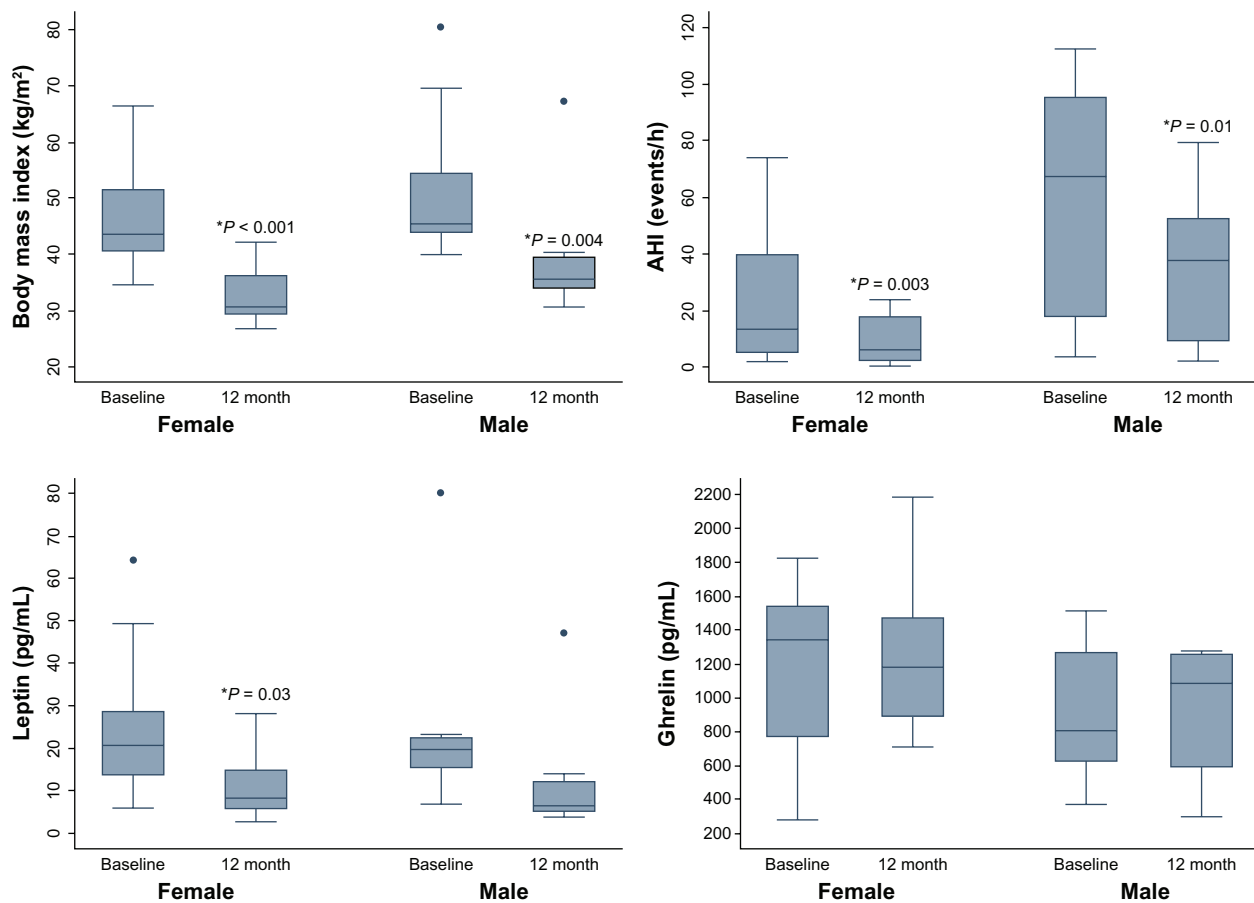 Body mass index (kg/m²)
80
70
60
50
40
30
20
*P < 0.001
*P = 0.004
Baseline 12 month Baseline 12 month
Female Male
AHI (events/h)
120
100
80
60
40
20
0
*P = 0.01
*P = 0.003
Baseline 12 month Baseline 12 month
Female Male
Leptin (pg/mL)
80
70
60
50
40
30
20
10
0
*P = 0.03
Baseline 12 month Baseline 12 month
Female Male
Ghrelin (pg/mL)
2200
2000
1800
1600
1400
1200
1000
800
600
400
200
Baseline 12 month Baseline 12 month
Female Male